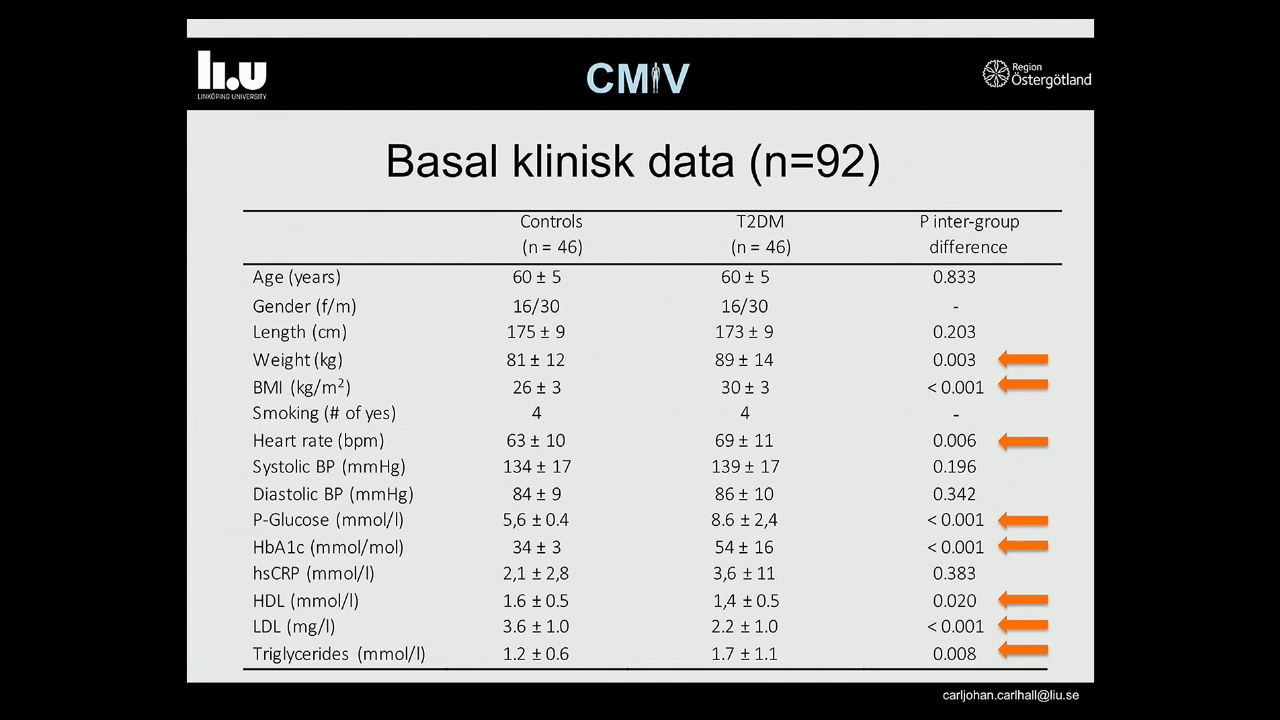 li.u
LINKÖPING UNIVERSITY
CMIV
Region
Östergötland
Basal klinisk data (n=92)
Controls T2DM P inter-group
(n = 46) (n = 46) difference
Age (years) 60 ± 5 60 ± 5 0.833
Gender (f/m) 16/30 16/30 -
Length (cm) 175 ± 9 173 ± 9 0.203
Weight (kg) 81 ± 12 89 ± 14 0.003
BMI (kg/m²) 26 ± 3 30 ± 3 < 0.001
Smoking (# of yes) 4 4 -
Heart rate (bpm) 63 ± 10 69 ± 11 0.006
Systolic BP (mmHg) 134 ± 17 139 ± 17 0.196
Diastolic BP (mmHg) 84 ± 9 86 ± 10 0.342
P-Glucose (mmol/l) 5,6 ± 0.4 8.6 ± 2,4 < 0.001
HbA1c (mmol/mol) 34 ± 3 54 ± 16 < 0.001
hsCRP (mmol/l) 2,1 ± 2,8 3,6 ± 11 0.383
HDL (mmol/l) 1.6 ± 0.5 1,4 ± 0.5 0.020
LDL (mg/l) 3.6 ± 1.0 2.2 ± 1.0 < 0.001
Triglycerides (mmol/l) 1.2 ± 0.6 1.7 ± 1.1 0.008
carljohan.carlhall@liu.se